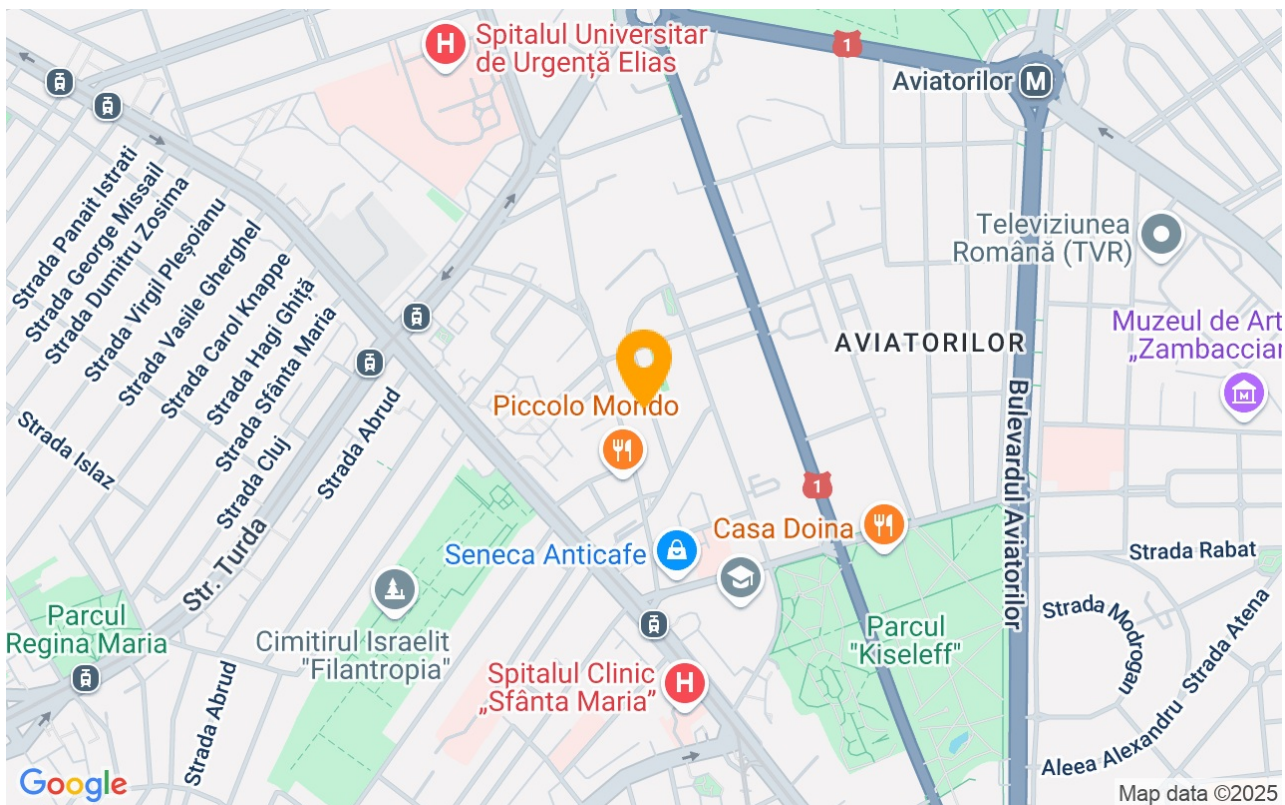 H
Spitalul Universitar
de Urgență Elias
1
Aviatorilor
M
Strada Panait Istrati
Strada George Missail
Strada Dumitru Zosima
Strada Virgil Pleșoianu
Strada Vasile Gherghel
Strada Carol Knappe
Strada Hagi Ghiță
Strada Sfânta Maria
Strada Cluj
Strada Islaz
Strada Abrud
Televiziunea
Română (TVR)
AVIATORILOR
Muzeul de Art
„Zambaccian
M
Piccolo Mondo
Bulevardul Aviatorilor
1
Casa Doina
Seneca Anticafe
Strada Rabat
Str. Turda
Parcul
Regina Maria
Cimitirul Israelit
"Filantropia"
Parcul
"Kiseleff"
Strada Modrogan
Strada Atena
Spitalul Clinic
„Sfânta Maria”
H
Strada Abrud
Aleea Alexandru
Google
Map data ©2025